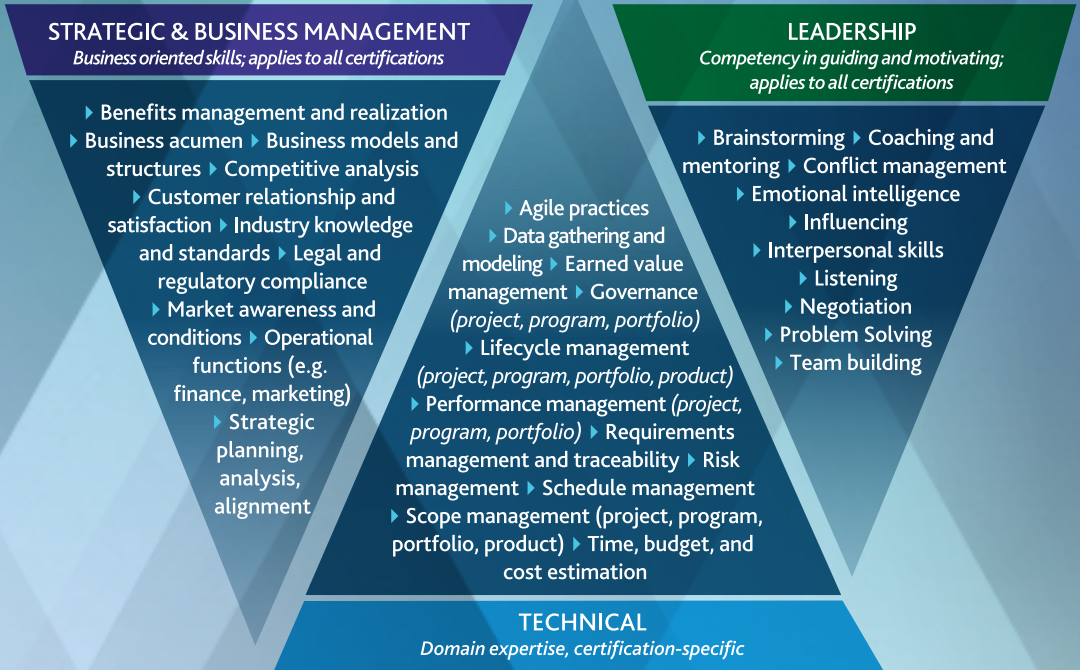 STRATEGIC & BUSINESS MANAGEMENT
Business oriented skills; applies to all certifications
▸ Benefits management and realization
▸ Business acumen ▸ Business models and
structures ▸ Competitive analysis
▸ Customer relationship and
satisfaction ▸ Industry knowledge
and standards ▸ Legal and
regulatory compliance
▸ Market awareness and
conditions ▸ Operational
functions (e.g.
finance, marketing)
▸ Strategic
planning,
analysis,
alignment
▸ Agile practices
▸ Data gathering and
modeling ▸ Earned value
management ▸ Governance
(project, program, portfolio)
▸ Lifecycle management
(project, program, portfolio, product)
▸ Performance management (project,
program, portfolio) ▸ Requirements
management and traceability ▸ Risk
management ▸ Schedule management
▸ Scope management (project, program,
portfolio, product) ▸ Time, budget, and
cost estimation
TECHNICAL
Domain expertise, certification-specific
LEADERSHIP
Competency in guiding and motivating;
applies to all certifications
▸ Brainstorming ▸ Coaching and
mentoring ▸ Conflict management
▸ Emotional intelligence
▸ Influencing
▸ Interpersonal skills
▸ Listening
▸ Negotiation
▸ Problem Solving
▸ Team building